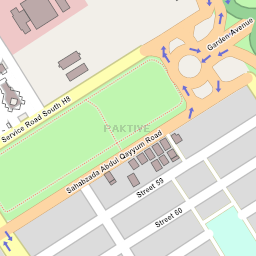 Garden Avenue
Service Road South H8
PAKTIVE
Sahabzada Abdul Qayyum Road
Street 59
Street 60